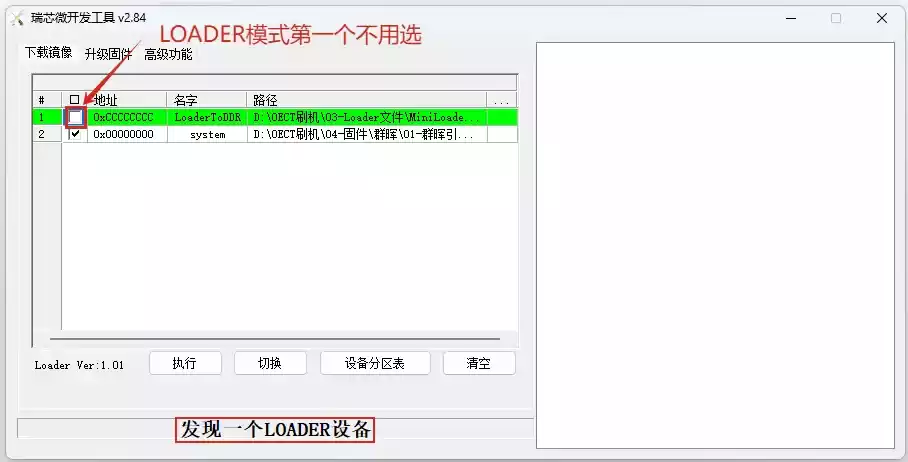 瑞芯微开发工具 v2.84
LOADER模式第一个不用选
下载镜像 升级固件 高级功能
# 地址 名字 路径 ...
1 0xCCCCCCCC LoaderToDDR D:\OECT刷机\03-Loader文件\MiniLoade...
2 0x00000000 system D:\OECT刷机\04-固件\群晖\01-群晖引...
Loader Ver:1.01 执行 切换 设备分区表 清空
发现一个LOADER设备